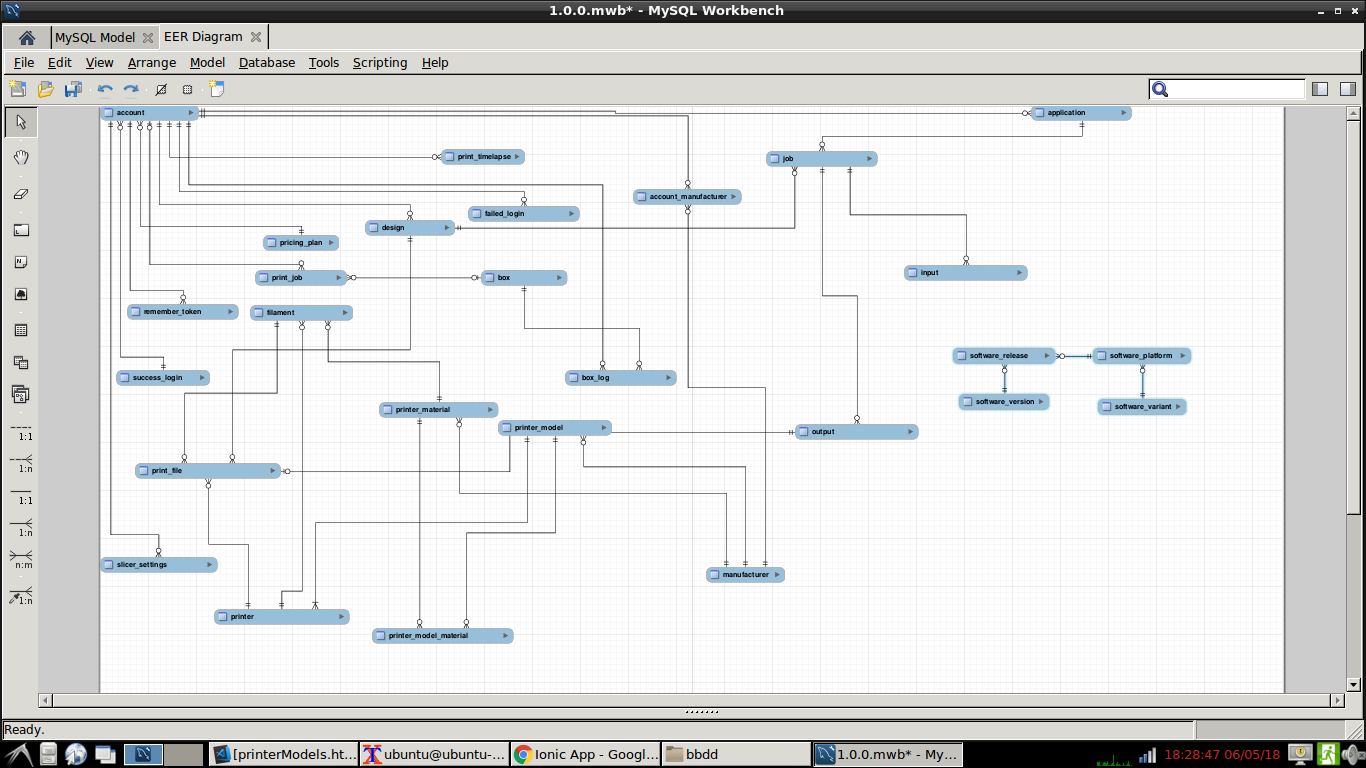 1.0.0.mwb* - MySQL Workbench
MySQL Model
EER Diagram
File Edit View Arrange Model Database Tools Scripting Help
account
application
print_timelapse
job
account_manufacturer
failed_login
design
pricing_plan
input
print_job
box
remember_token
filament
software_release
software_platform
success_login
box_log
software_version
software_variant
printer_material
printer_model
output
1:1
1:n
1:1
1:n
n:m
1:n
print_file
slicer_settings
manufacturer
printer
printer_model_material
Ready.
[printerModels.ht...
ubuntu@ubuntu-...
Ionic App - Googl...
bbdd
1.0.0.mwb* - My...
18:28:47 06/05/18